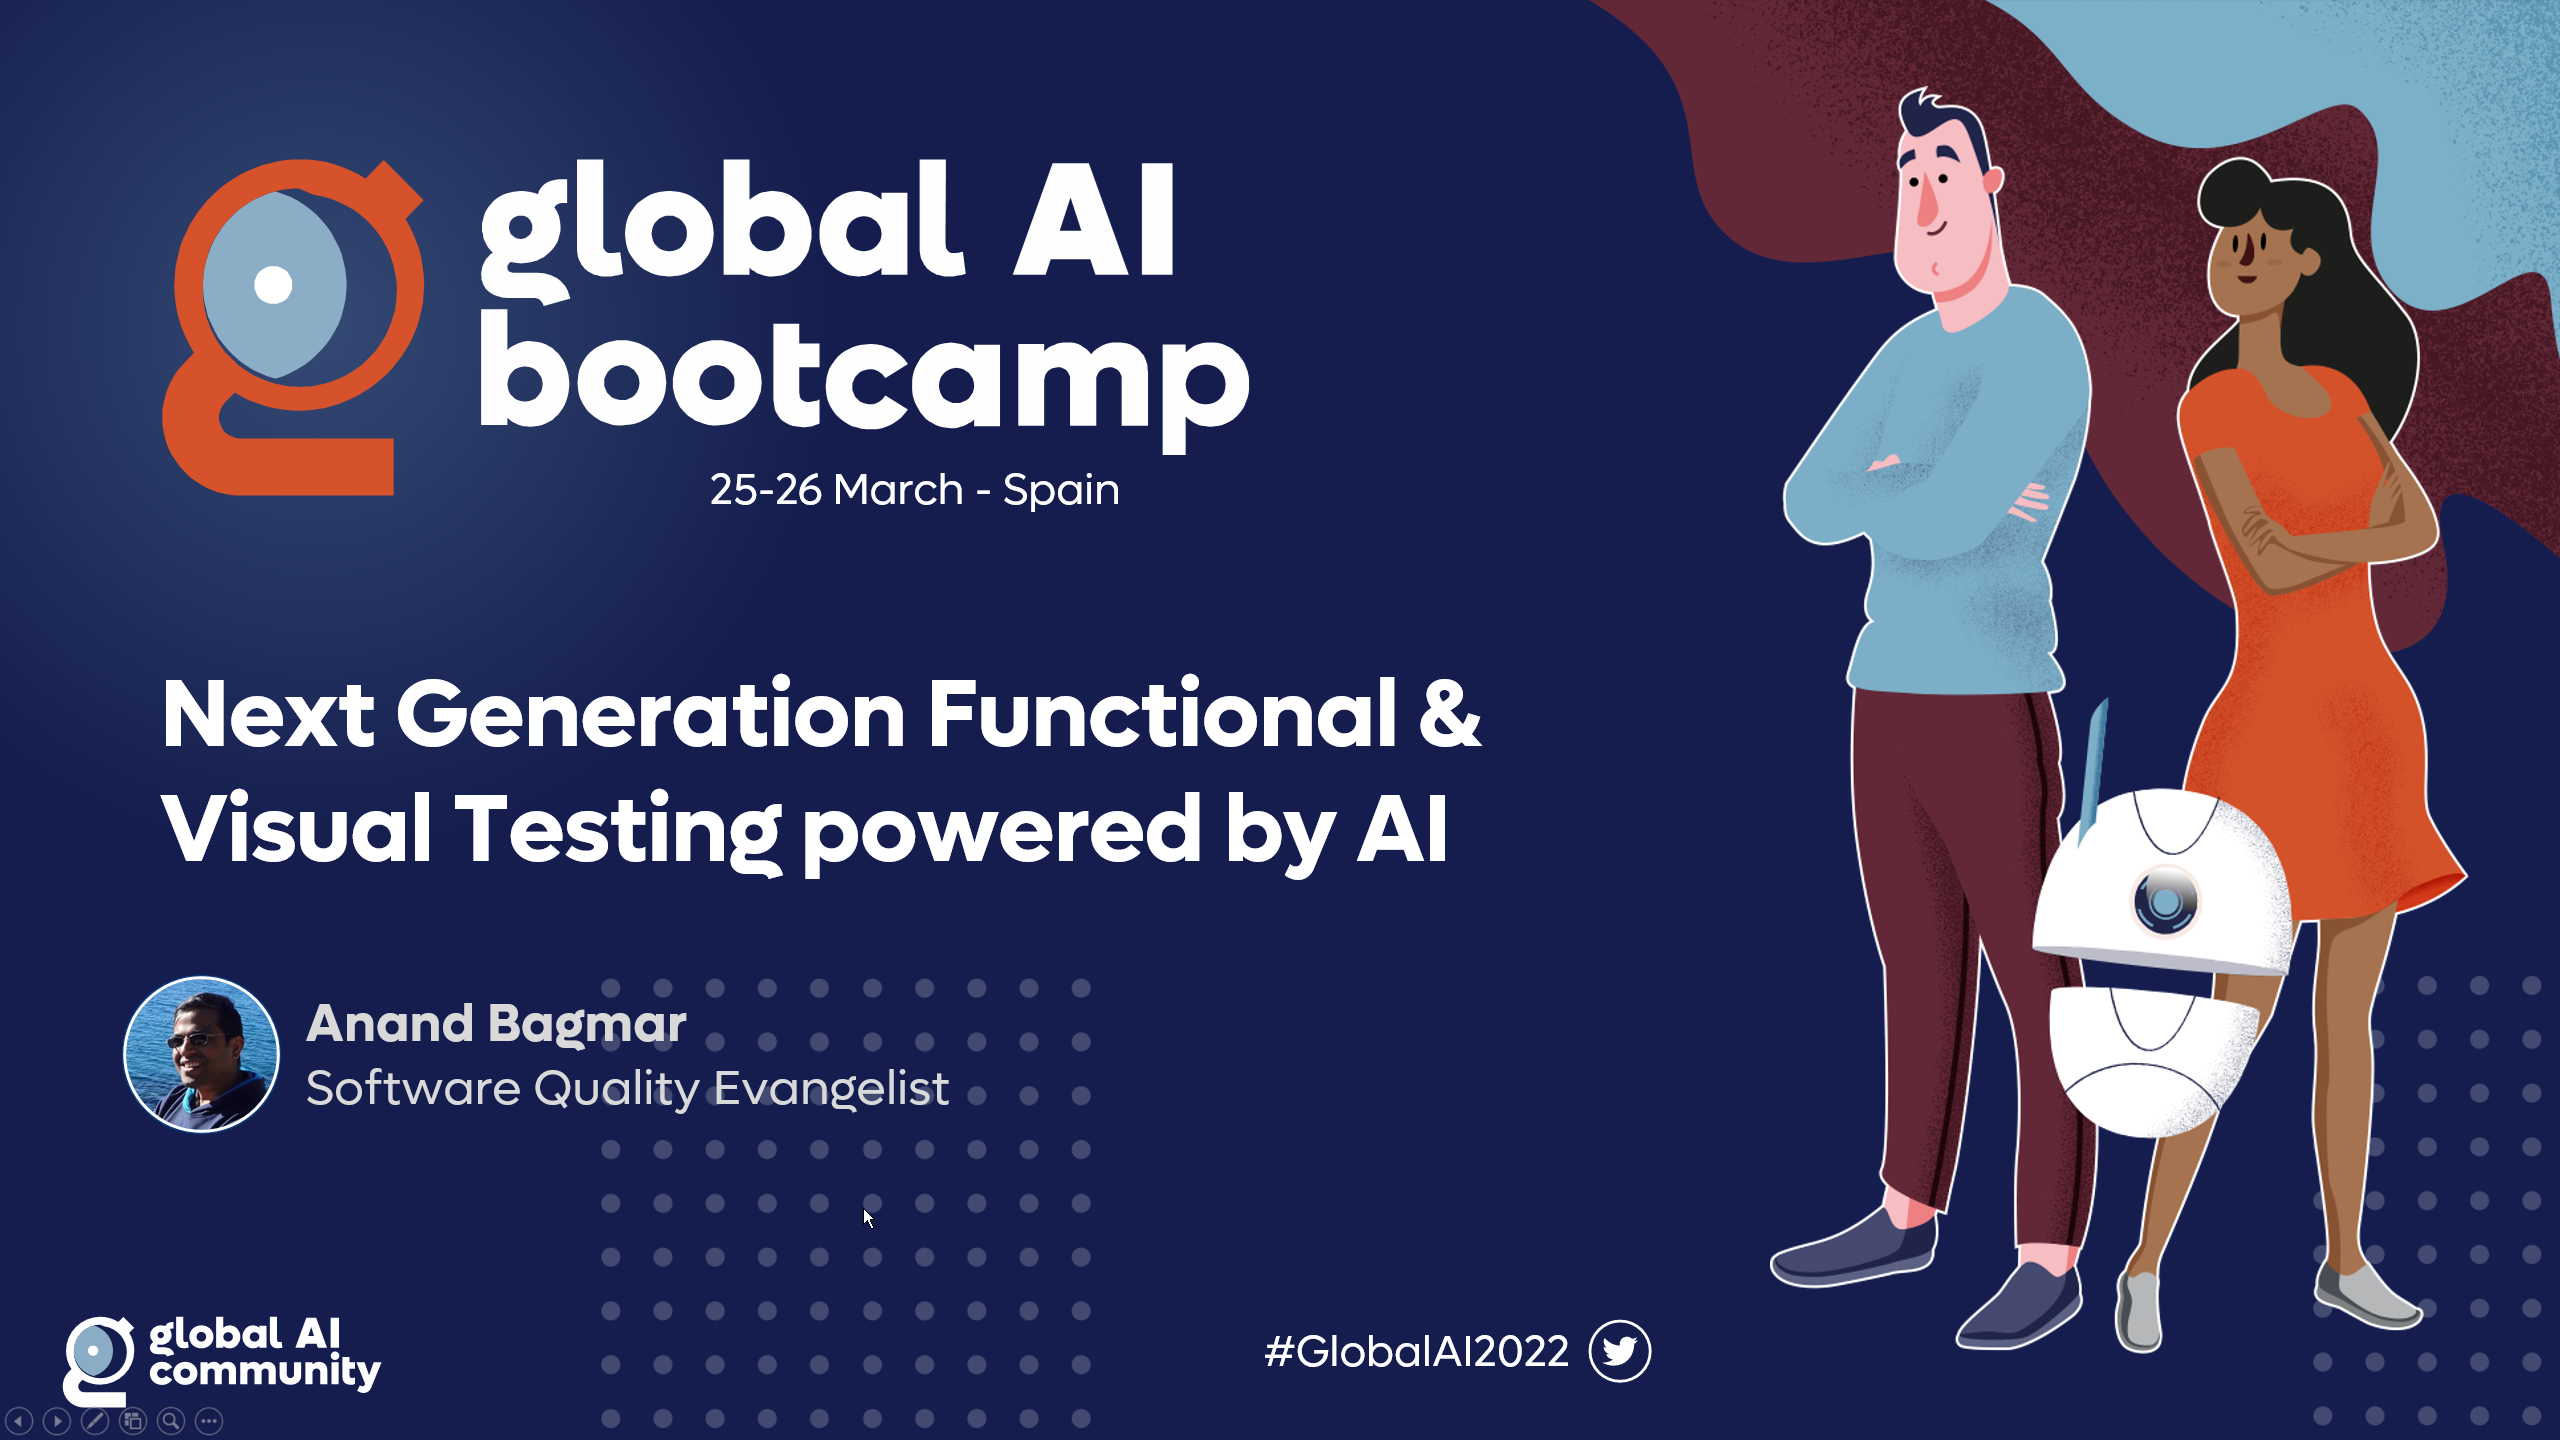 global AI
bootcamp
25-26 March - Spain
Next Generation Functional &
Visual Testing powered by AI
Anand Bagmar
Software Quality Evangelist
global AI
community
#GlobalAI2022